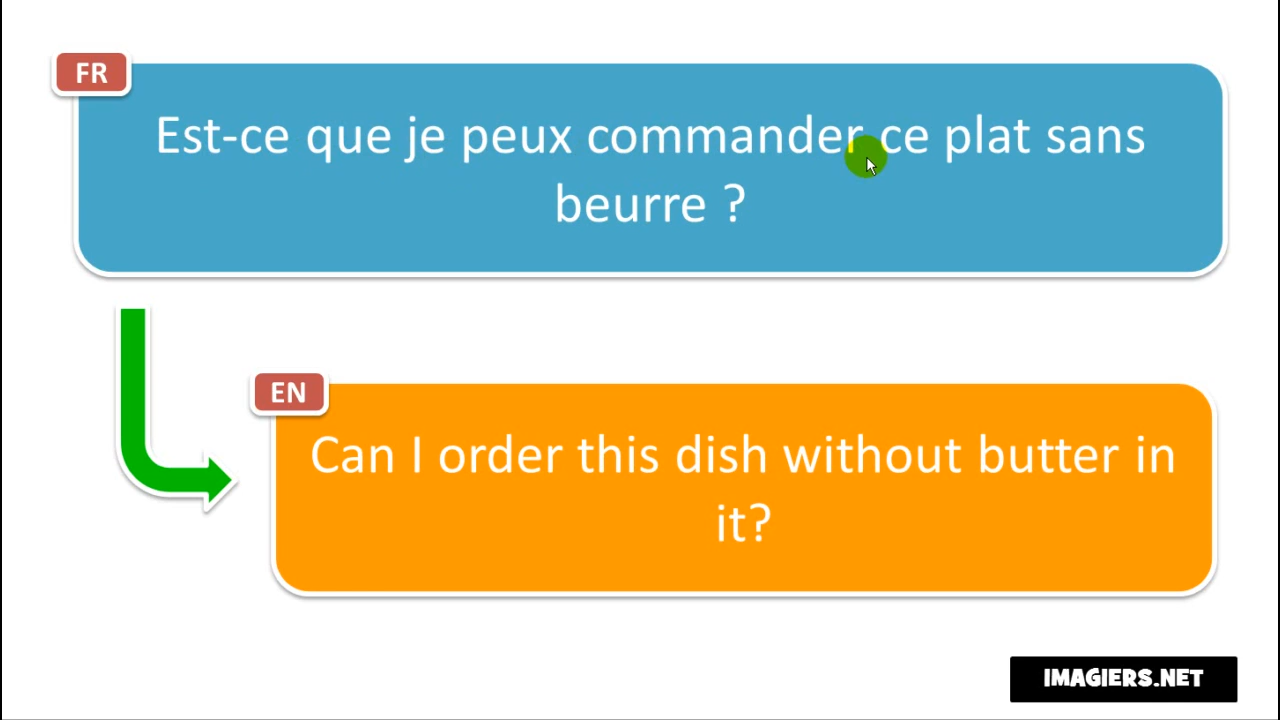 FR
Est-ce que je peux commander ce plat sans
beurre ?
EN
Can I order this dish without butter in
it?
IMAGIERS.NET